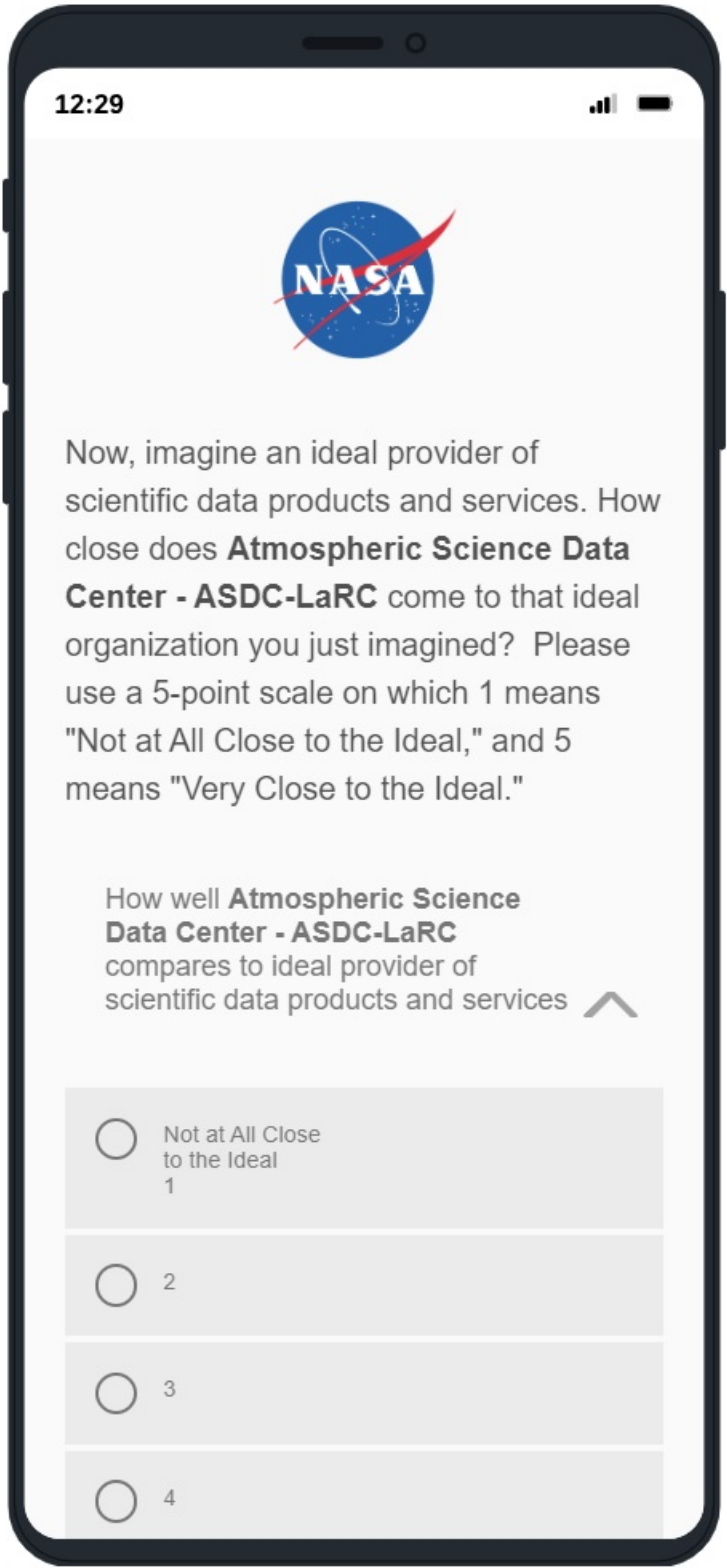 12:29
NASA
Now, imagine an ideal provider of
scientific data products and services. How
close does Atmospheric Science Data
Center - ASDC-LaRC come to that ideal
organization you just imagined?  Please
use a 5-point scale on which 1 means
"Not at All Close to the Ideal," and 5
means "Very Close to the Ideal."
How well Atmospheric Science
Data Center - ASDC-LaRC
compares to ideal provider of
scientific data products and services
Not at All Close
to the Ideal
1
2
3
4